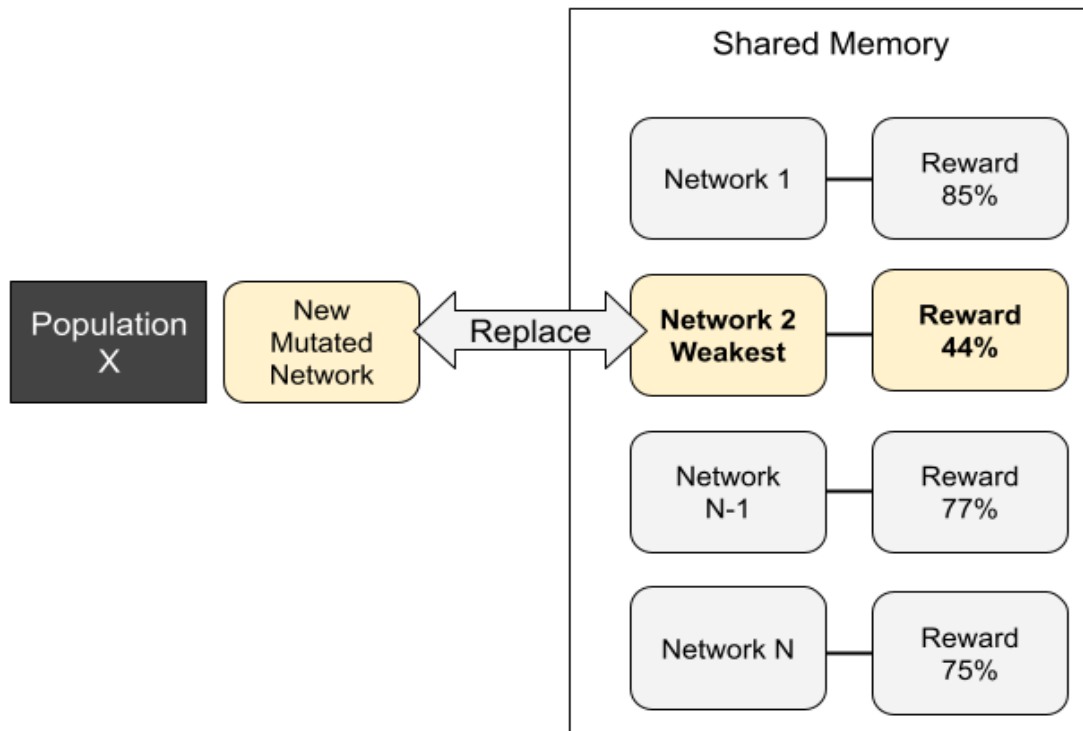 Shared Memory
Network 1
Reward
85%
Population
X
New
Mutated
Network
Replace
Network 2
Weakest
Reward
44%
Network
N-1
Reward
77%
Network N
Reward
75%